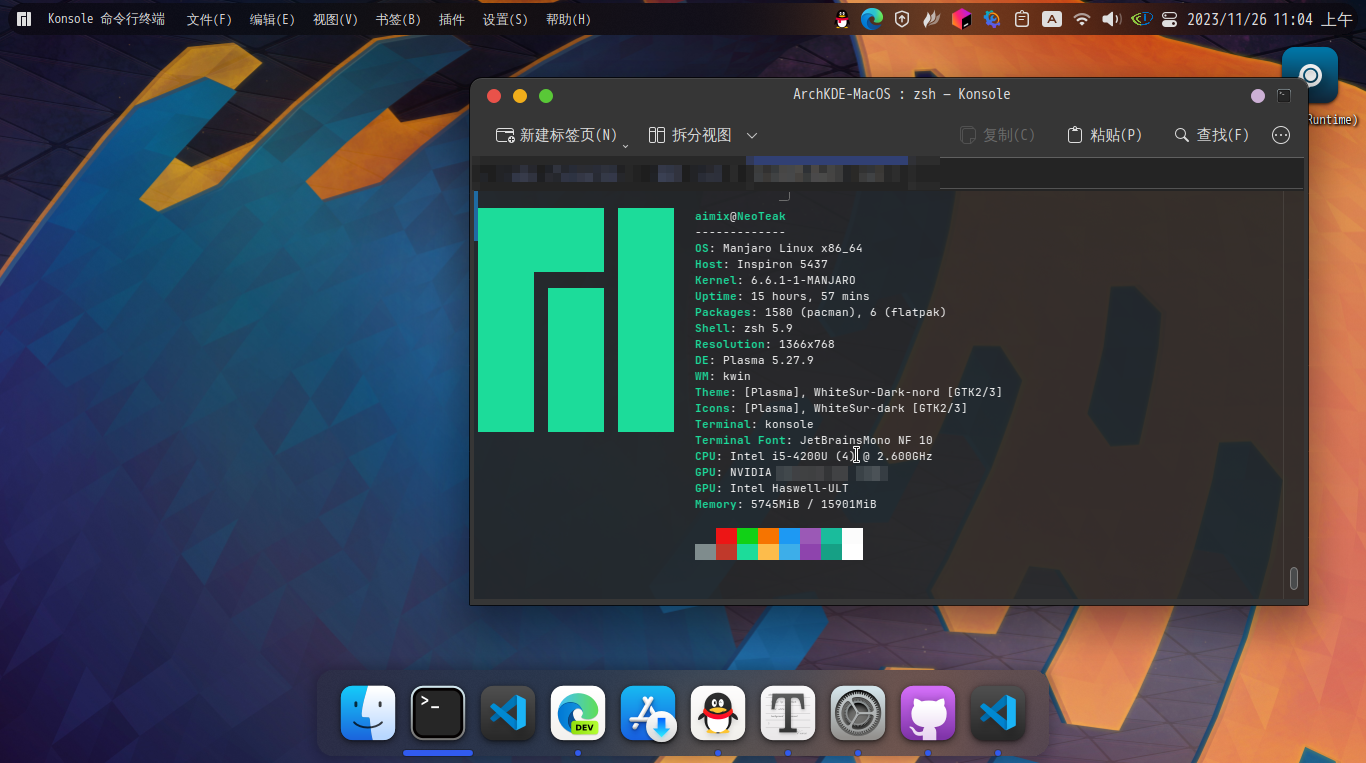 Konsole 命令行终端 文件(F) 编辑(E) 视图(V) 书签(B) 插件 设置(S) 帮助(H) A 2023/11/26 11:04 上午
ArchKDE-MacOS : zsh — Konsole
Runtime)
新建标签页(N) 拆分视图 复制(C) 粘贴(P) 查找(F)
aimix@NeoTeak
-------------
OS: Manjaro Linux x86_64
Host: Inspiron 5437
Kernel: 6.6.1-1-MANJARO
Uptime: 15 hours, 57 mins
Packages: 1580 (pacman), 6 (flatpak)
Shell: zsh 5.9
Resolution: 1366x768
DE: Plasma 5.27.9
WM: kwin
Theme: [Plasma], WhiteSur-Dark-nord [GTK2/3]
Icons: [Plasma], WhiteSur-dark [GTK2/3]
Terminal: konsole
Terminal Font: JetBrainsMono NF 10
CPU: Intel i5-4200U (4) @ 2.600GHz
GPU: NVIDIA
GPU: Intel Haswell-ULT
Memory: 5745MiB / 15901MiB
>_
DEV
T